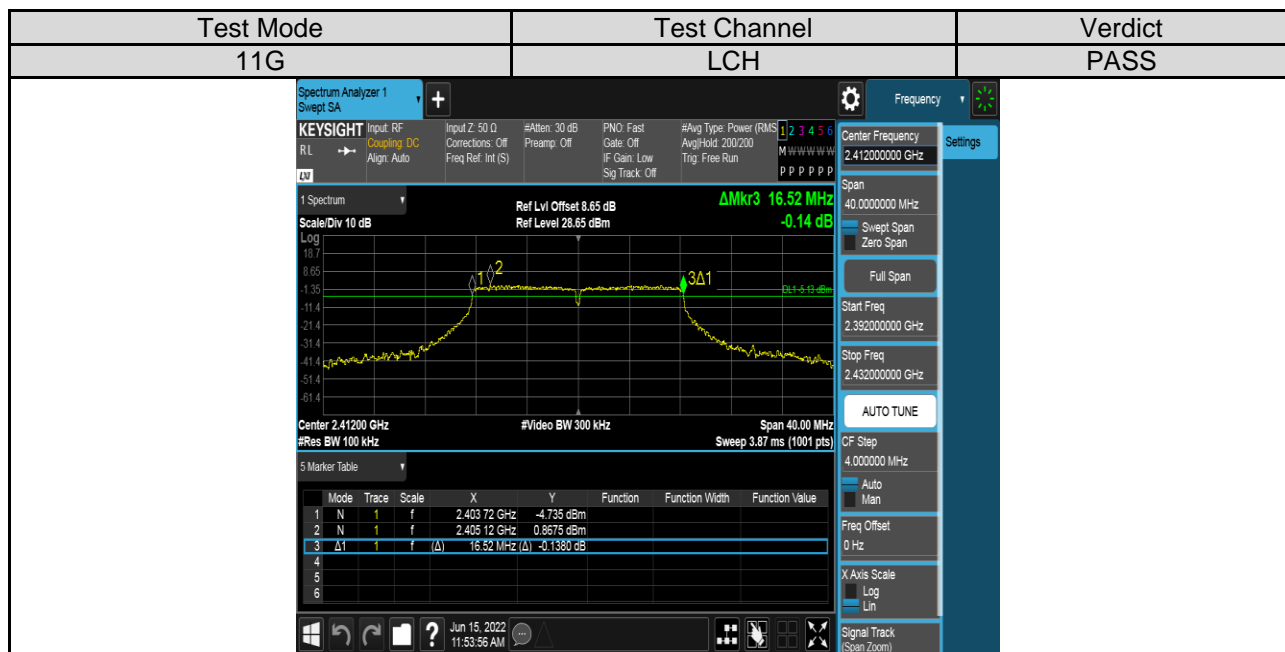 Test Mode Test Channel Verdict
11G LCH PASS
Spectrum Analyzer 1
Swept SA
+
Frequency
KEYSIGHT
RL
LXI
Input: RF
Coupling: DC
Align: Auto
Input Z: 50 Ω
Corrections: Off
Freq Ref: Int (S)
#Atten: 30 dB
Preamp: Off
PNO: Fast
Gate: Off
IF Gain: Low
Sig Track: Off
#Avg Type: Power (RMS
Avg|Hold: 200/200
Trig: Free Run
1 2 3 4 5 6
M W W W W W
P P P P P P
1 Spectrum
Scale/Div 10 dB
Log
Ref Lvl Offset 8.65 dB
Ref Level 28.65 dBm
ΔMkr3 16.52 MHz
-0.14 dB
18.7
8.65
-1.35
-11.4
-21.4
-31.4
-41.4
-51.4
-61.4
1
2
3Δ1
DL1 -5.13 dBm
Center 2.41200 GHz
#Res BW 100 kHz
#Video BW 300 kHz
Span 40.00 MHz
Sweep 3.87 ms (1001 pts)
5 Marker Table
Mode Trace Scale X Y Function Function Width Function Value
1 N 1 f 2.403 72 GHz -4.735 dBm
2 N 1 f 2.405 12 GHz 0.8675 dBm
3 Δ1 1 f (Δ) 16.52 MHz (Δ) -0.1380 dB
4
5
6
?
Jun 15, 2022
11:53:56 AM
Settings
Center Frequency
2.412000000 GHz
Span
40.0000000 MHz
Swept Span
Zero Span
Full Span
Start Freq
2.392000000 GHz
Stop Freq
2.432000000 GHz
AUTO TUNE
CF Step
4.000000 MHz
Auto
Man
Freq Offset
0 Hz
X Axis Scale
Log
Lin
Signal Track
(Span Zoom)